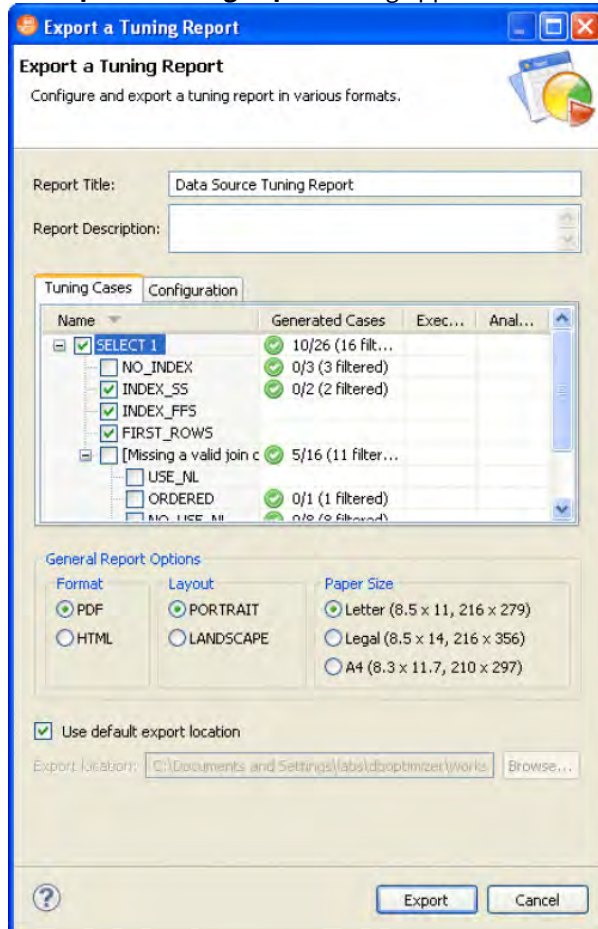 Export a Tuning Report
Export a Tuning Report
Configure and export a tuning report in various formats.
Report Title: Data Source Tuning Report
Report Description:
Tuning Cases Configuration
Name Generated Cases Exec... Anal...
SELECT 1 10/26 (16 filt...
NO_INDEX 0/3 (3 filtered)
INDEX_SS 0/2 (2 filtered)
INDEX_FFS
FIRST_ROWS
[Missing a valid join c 5/16 (11 filter...
USE_NL
ORDERED 0/1 (1 filtered)
General Report Options
Format Layout Paper Size
PDF PORTRAIT Letter (8.5 x 11, 216 x 279)
HTML LANDSCAPE Legal (8.5 x 14, 216 x 356)
A4 (8.3 x 11.7, 210 x 297)
Use default export location
Export location: C:\Documents and Settings\labs\dboptimizer\works Browse...
Export Cancel